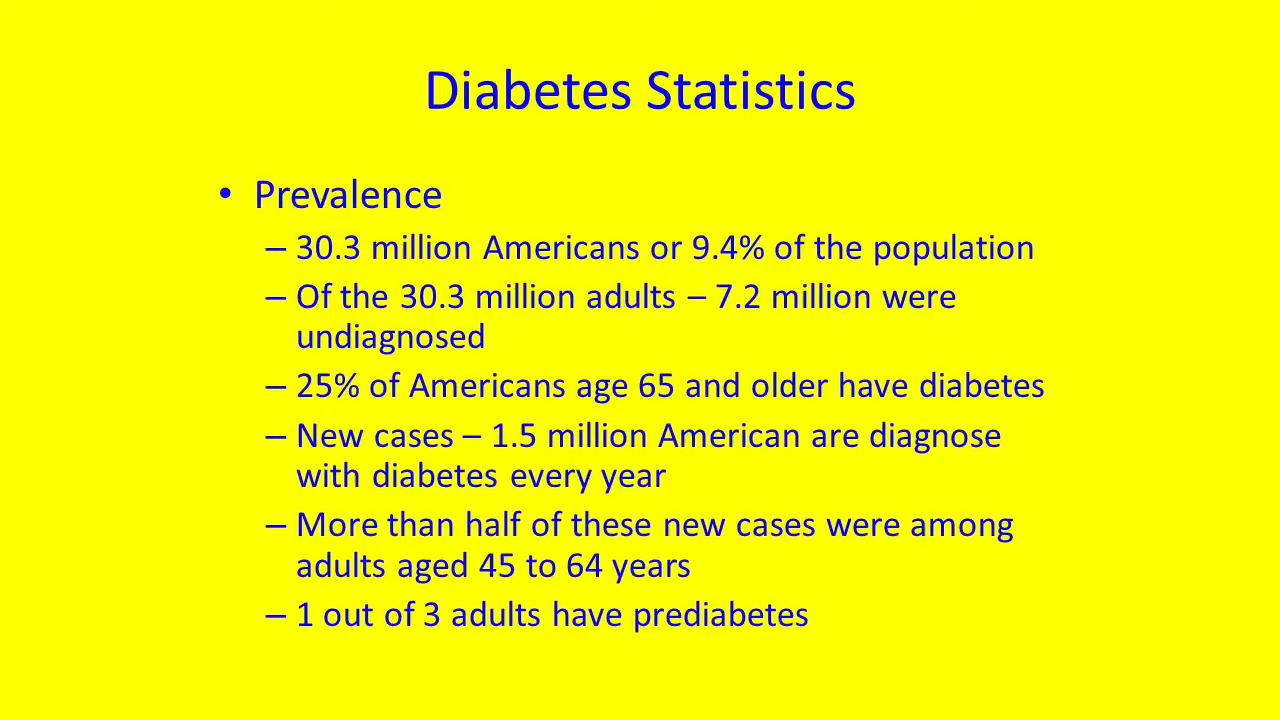 Diabetes Statistics
• Prevalence
– 30.3 million Americans or 9.4% of the population
– Of the 30.3 million adults – 7.2 million were
undiagnosed
– 25% of Americans age 65 and older have diabetes
– New cases – 1.5 million American are diagnose
with diabetes every year
– More than half of these new cases were among
adults aged 45 to 64 years
– 1 out of 3 adults have prediabetes